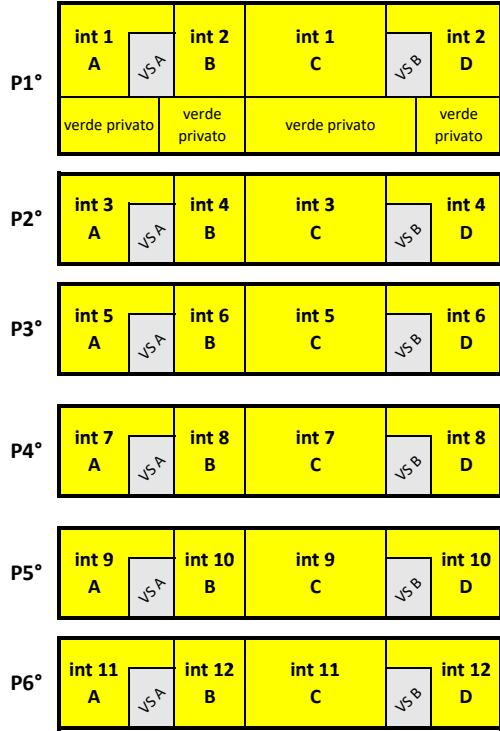 int 1 int 2 int 1 int 2
P1° A VS A B C VS B D
verde privato verde privato verde privato verde privato
int 3 int 4 int 3 int 4
P2° A VS A B C VS B D
int 5 int 6 int 5 int 6
P3° A VS A B C VS B D
int 7 int 8 int 7 int 8
P4° A VS A B C VS B D
int 9 int 10 int 9 int 10
P5° A VS A B C VS B D
int 11 int 12 int 11 int 12
P6° A VS A B C VS B D